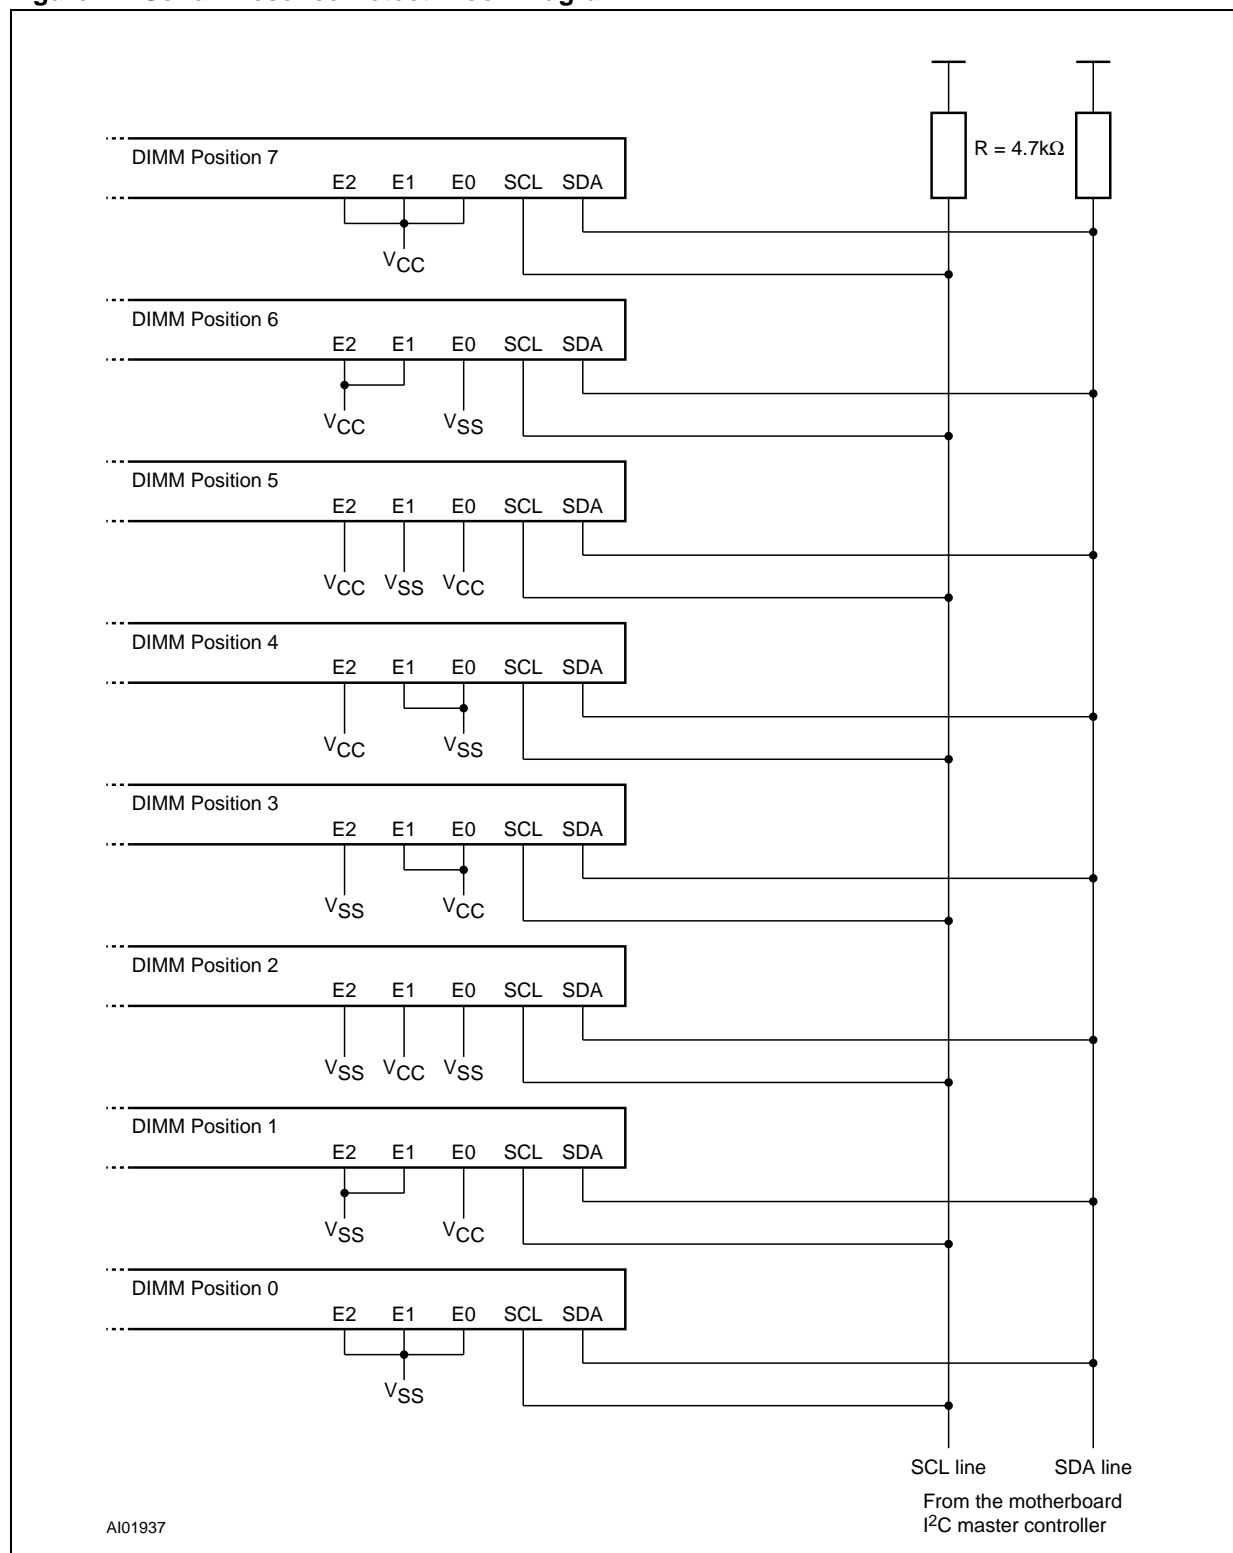 R = 4.7kΩ
DIMM Position 7
E2 E1 E0 SCL SDA
VCC
DIMM Position 6
E2 E1 E0 SCL SDA
VCC VSS
DIMM Position 5
E2 E1 E0 SCL SDA
VCC VSS VCC
DIMM Position 4
E2 E1 E0 SCL SDA
VCC VSS
DIMM Position 3
E2 E1 E0 SCL SDA
VSS VCC
DIMM Position 2
E2 E1 E0 SCL SDA
VSS VCC VSS
DIMM Position 1
E2 E1 E0 SCL SDA
VSS VCC
DIMM Position 0
E2 E1 E0 SCL SDA
VSS
SCL line SDA line
From the motherboard
I2C master controller
AI01937